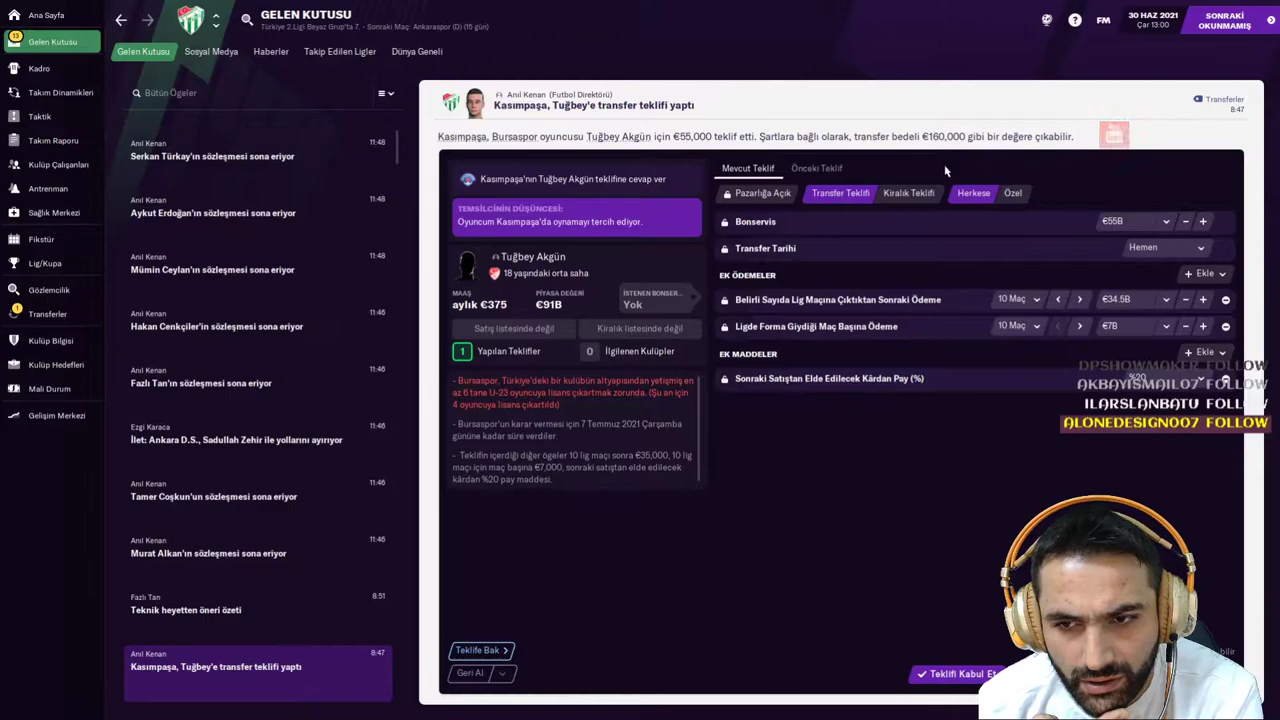 Ana Sayfa
13
Gelen Kutusu
Kadro
Takım Dinamikleri
Taktik
Takım Raporu
Kulüp Çalışanları
Antrenman
Sağlık Merkezi
Fikstür
Lig/Kupa
Gözlemcilik
1
Transferler
Kulüp Bilgisi
Kulüp Hedefleri
Mali Durum
Gelişim Merkezi
GELEN KUTUSU
Türkiye 2.Ligi Beyaz Grup'ta 7. - Sonraki Maç: Ankaraspor (D) (15 gün)
FM
30 HAZ 2021
Çar 13:00
SONRAKİ
OKUNMAMIŞ
Gelen Kutusu
Sosyal Medya
Haberler
Takip Edilen Ligler
Dünya Geneli
Bütün Ögeler
Anıl Kenan
11:48
Serkan Türkay'ın sözleşmesi sona eriyor
Anıl Kenan
11:48
Aykut Erdoğan'ın sözleşmesi sona eriyor
Anıl Kenan
11:48
Mümin Ceylan'ın sözleşmesi sona eriyor
Anıl Kenan
11:46
Hakan Cenkçiler'in sözleşmesi sona eriyor
Anıl Kenan
11:46
Fazlı Tan'ın sözleşmesi sona eriyor
Ezgi Karaca
11:46
İlet: Ankara D.S., Sadullah Zehir ile yollarını ayırıyor
Anıl Kenan
11:46
Tamer Coşkun'un sözleşmesi sona eriyor
Anıl Kenan
11:46
Murat Alkan'ın sözleşmesi sona eriyor
Fazlı Tan
8:51
Teknik heyetten öneri özeti
Anıl Kenan
8:47
Kasımpaşa, Tuğbey'e transfer teklifi yaptı
Anıl Kenan (Futbol Direktörü)
Kasımpaşa, Tuğbey'e transfer teklifi yaptı
Transferler
8:47
Kasımpaşa, Bursaspor oyuncusu Tuğbey Akgün için €55,000 teklif etti. Şartlara bağlı olarak, transfer bedeli €160,000 gibi bir değere çıkabilir.
Kasımpaşa'nın Tuğbey Akgün teklifine cevap ver
TEMSİLCİNİN DÜŞÜNCESİ:
Oyuncum Kasımpaşa'da oynamayı tercih ediyor.
Tuğbey Akgün
18 yaşındaki orta saha
MAAŞ
aylık €375
PİYASA DEĞERİ
€91B
İSTENEN BONSER...
Yok
Satış listesinde değil
Kiralık listesinde değil
1 Yapılan Teklifler
0 İlgilenen Kulüpler
- Bursaspor, Türkiye'deki bir kulübün altyapısından yetişmiş en
az 6 tane U-23 oyuncuya lisans çıkartmak zorunda. (Şu an için
4 oyuncuya lisans çıkartıldı)
- Bursaspor'un karar vermesi için 7 Temmuz 2021 Çarşamba
gününe kadar süre verdiler.
- Teklifin içerdiği diğer ögeler 10 lig maçı sonra €35,000, 10 lig
maçı için maç başına €7,000, sonraki satıştan elde edilecek
kârdan %20 pay maddesi.
Teklife Bak
Geri Al
Mevcut Teklif
Önceki Teklif
Pazarlığa Açık
Transfer Teklifi
Kiralık Teklifi
Herkese
Özel
Bonservis
€55B
Transfer Tarihi
Hemen
EK ÖDEMELER
+ Ekle
Belirli Sayıda Lig Maçına Çıktıktan Sonraki Ödeme
10 Maç
€34.5B
Ligde Forma Giydiği Maç Başına Ödeme
10 Maç
€7B
EK MADDELER
+ Ekle
Sonraki Satıştan Elde Edilecek Kârdan Pay (%)
%20
DPSHOWMAKER FOLLOW
AKBAYISMAIL07 FOLLOW
ILARSLANBATU FOLLOW
ALONEDESIGN007 FOLLOW
Teklifi Kabul Et